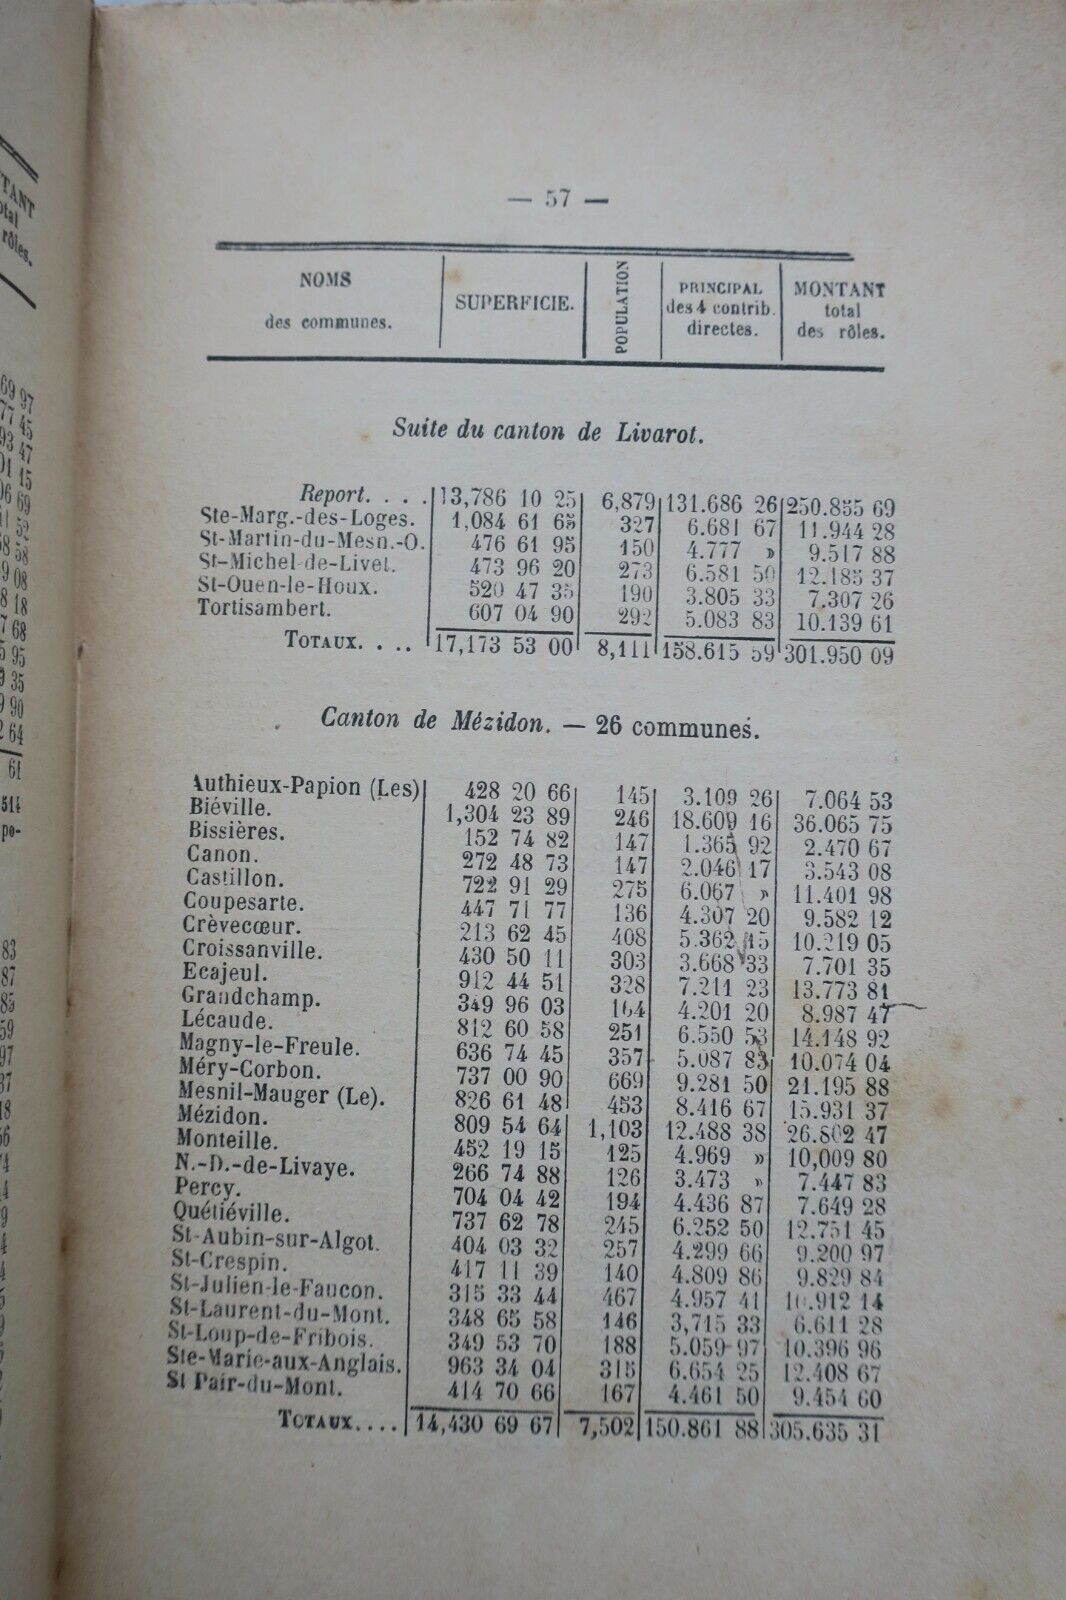 — 57 —
NOMS des communes. SUPERFICIE. POPULATION PRINCIPAL des 4 contrib. directes. MONTANT total des rôles.
Suite du canton de Livarot.
Report. . . . 13,786 10 25 6,879 131.686 26 250.855 69
Ste-Marg.-des-Loges. 1,084 61 65 327 6.681 67 11.944 28
St-Martin-du-Mesn.-O. 476 61 95 150 4.777 » 9.517 88
St-Michel-de-Livet. 473 96 20 273 6.581 50 12.185 37
St-Ouen-le-Houx. 520 47 35 190 3.805 33 7.307 26
Tortisambert. 607 04 90 292 5.083 83 10.139 61
TOTAUX. . .. 17,173 53 00 8,111 158.615 59 301.950 09
Canton de Mézidon. — 26 communes.
Authieux-Papion (Les) 428 20 66 145 3.109 26 7.064 53
Biéville. 1,304 23 89 246 18.609 16 36.065 75
Bissières. 152 74 82 147 1.365 92 2.470 67
Canon. 272 48 73 147 2.046 17 3.543 08
Castillon. 722 91 29 275 6.067 » 11.401 98
Coupesarte. 447 71 77 136 4.307 20 9.582 12
Crèvecœur. 213 62 45 408 5.362 15 10.219 05
Croissanville. 430 50 11 303 3.668 33 7.701 35
Ecajeul. 912 44 51 328 7.211 23 13.773 81
Grandchamp. 349 96 03 164 4.201 20 8.987 47
Lécaude. 812 60 58 251 6.550 53 14.148 92
Magny-le-Freule. 636 74 45 357 5.087 83 10.074 04
Méry-Corbon. 737 00 90 669 9.281 50 21.195 88
Mesnil-Mauger (Le). 826 61 48 453 8.416 67 15.931 37
Mézidon. 809 54 64 1,103 12.488 38 26.802 47
Monteille. 452 19 15 125 4.969 » 10,009 80
N.-D.-de-Livaye. 266 74 88 126 3.473 » 7.447 83
Percy. 704 04 42 194 4.436 87 7.649 28
Quétiéville. 737 62 78 245 6.252 50 12.751 45
St-Aubin-sur-Algot. 404 03 32 257 4.299 66 9.200 97
St-Crespin. 417 11 39 140 4.809 86 9.829 84
St-Julien-le-Faucon. 315 33 44 467 4.957 41 10.912 14
St-Laurent-du-Mont. 348 65 58 146 3,715 33 6.611 28
St-Loup-de-Fribois. 349 53 70 188 5.059 97 10.396 96
Ste-Marie-aux-Anglais. 963 34 04 315 6.654 25 12.408 67
St Pair-du-Mont. 414 70 66 167 4.461 50 9.454 60
TOTAUX.... 14,430 69 67 7,502 150.861 88 305.635 31